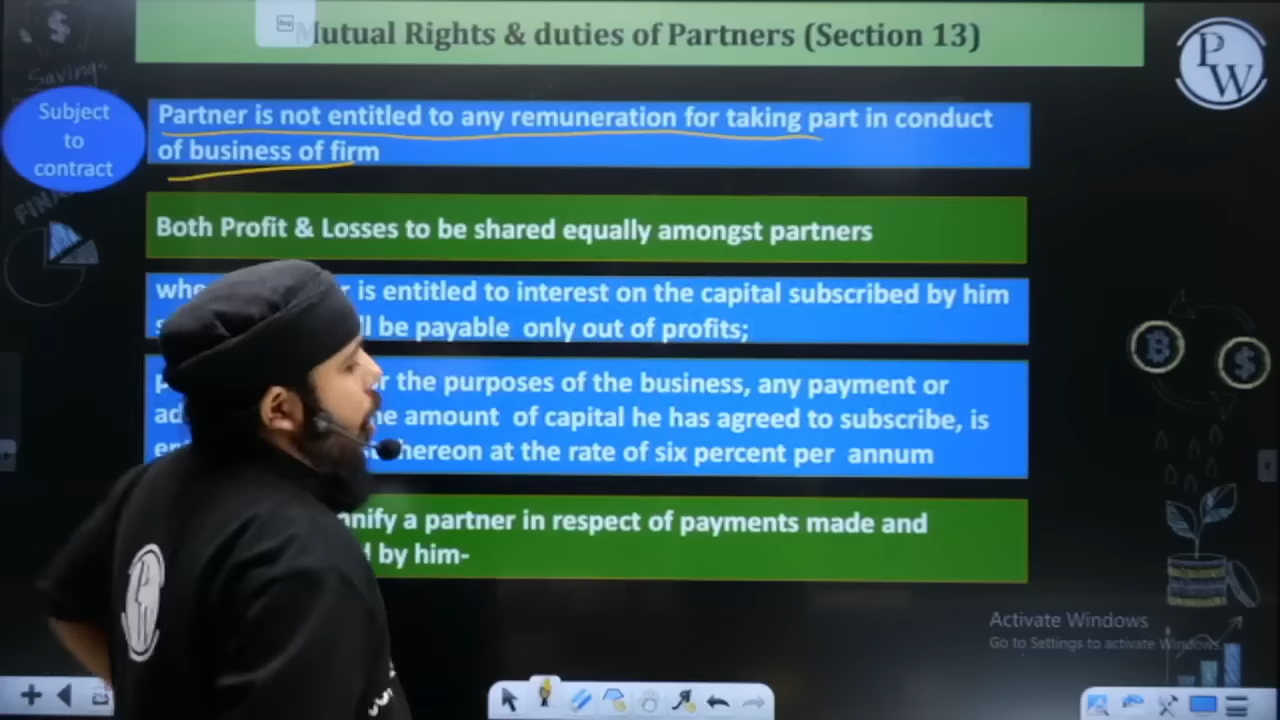 Mutual Rights & duties of Partners (Section 13)
P
W
Savings
Subject
to
contract
Partner is not entitled to any remuneration for taking part in conduct
of business of firm
Both Profit & Losses to be shared equally amongst partners
is entitled to interest on the capital subscribed by him
be payable only out of profits;
the purposes of the business, any payment or
amount of capital he has agreed to subscribe, is
at the rate of six percent per annum
a partner in respect of payments made and
by him-
Activate Windows
Go to Settings to activate Windows.